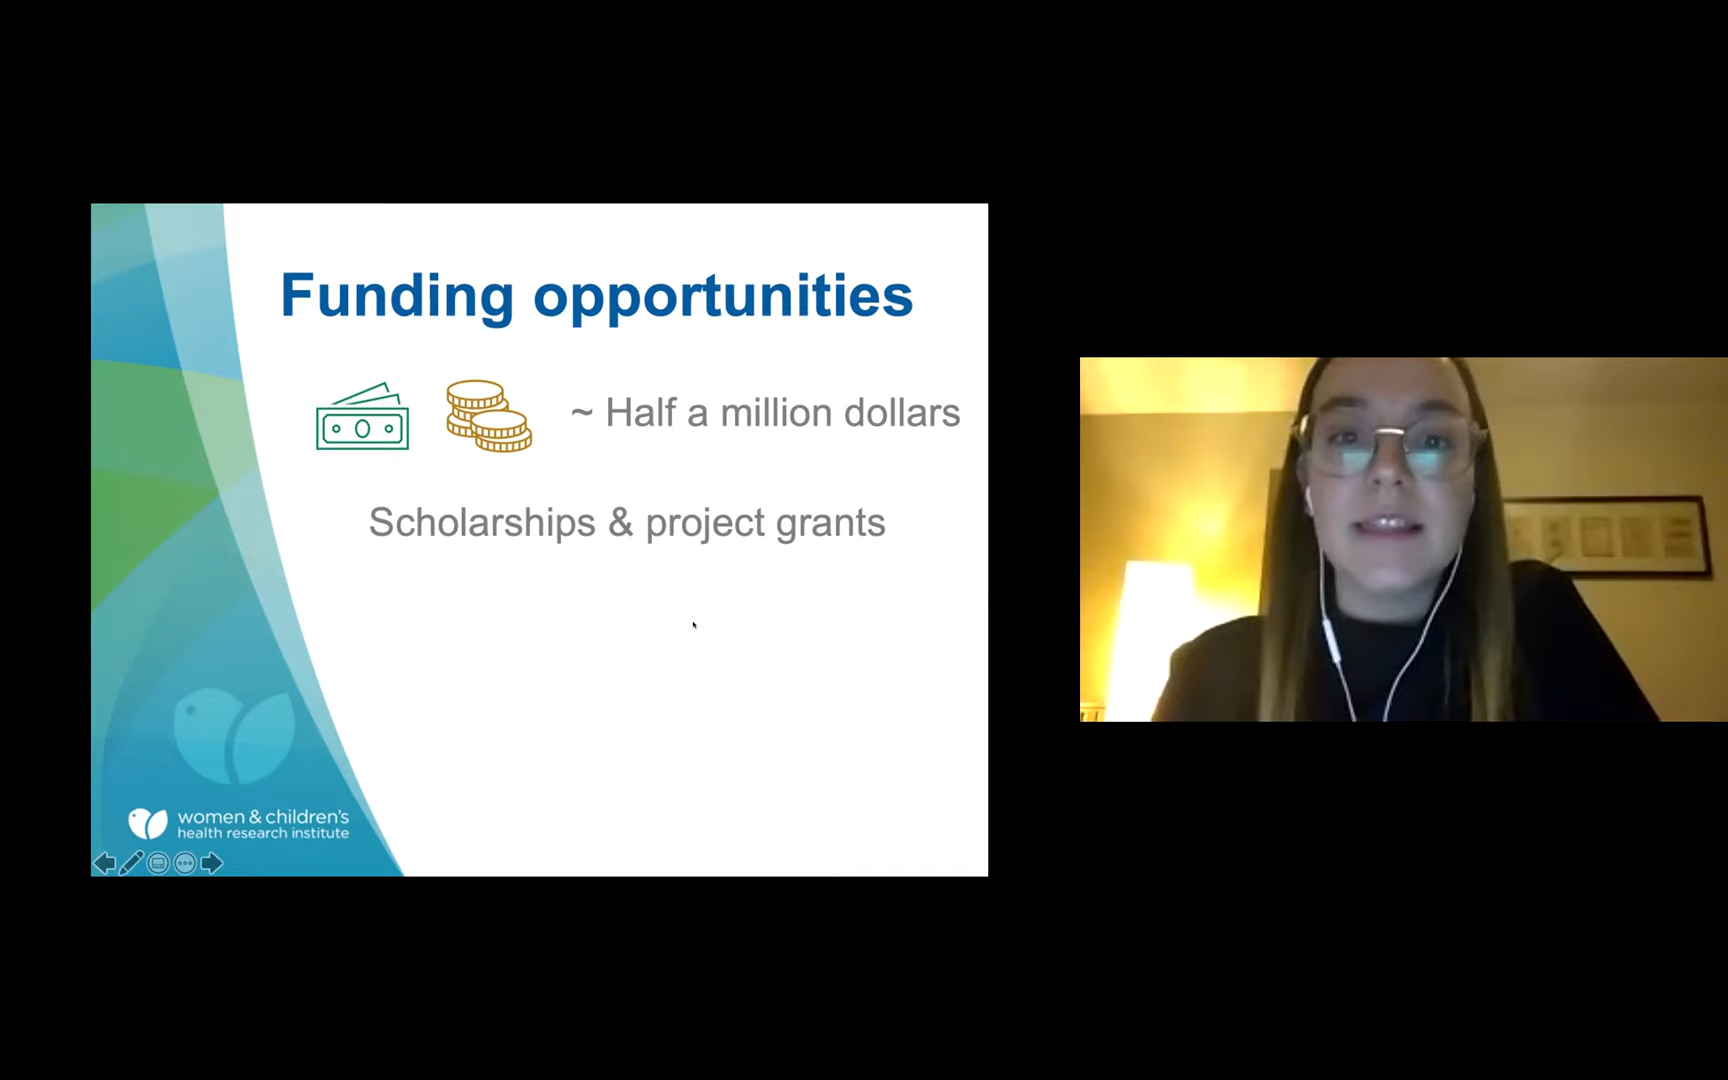 Funding opportunities
~ Half a million dollars
Scholarships & project grants
women & children's
health research institute